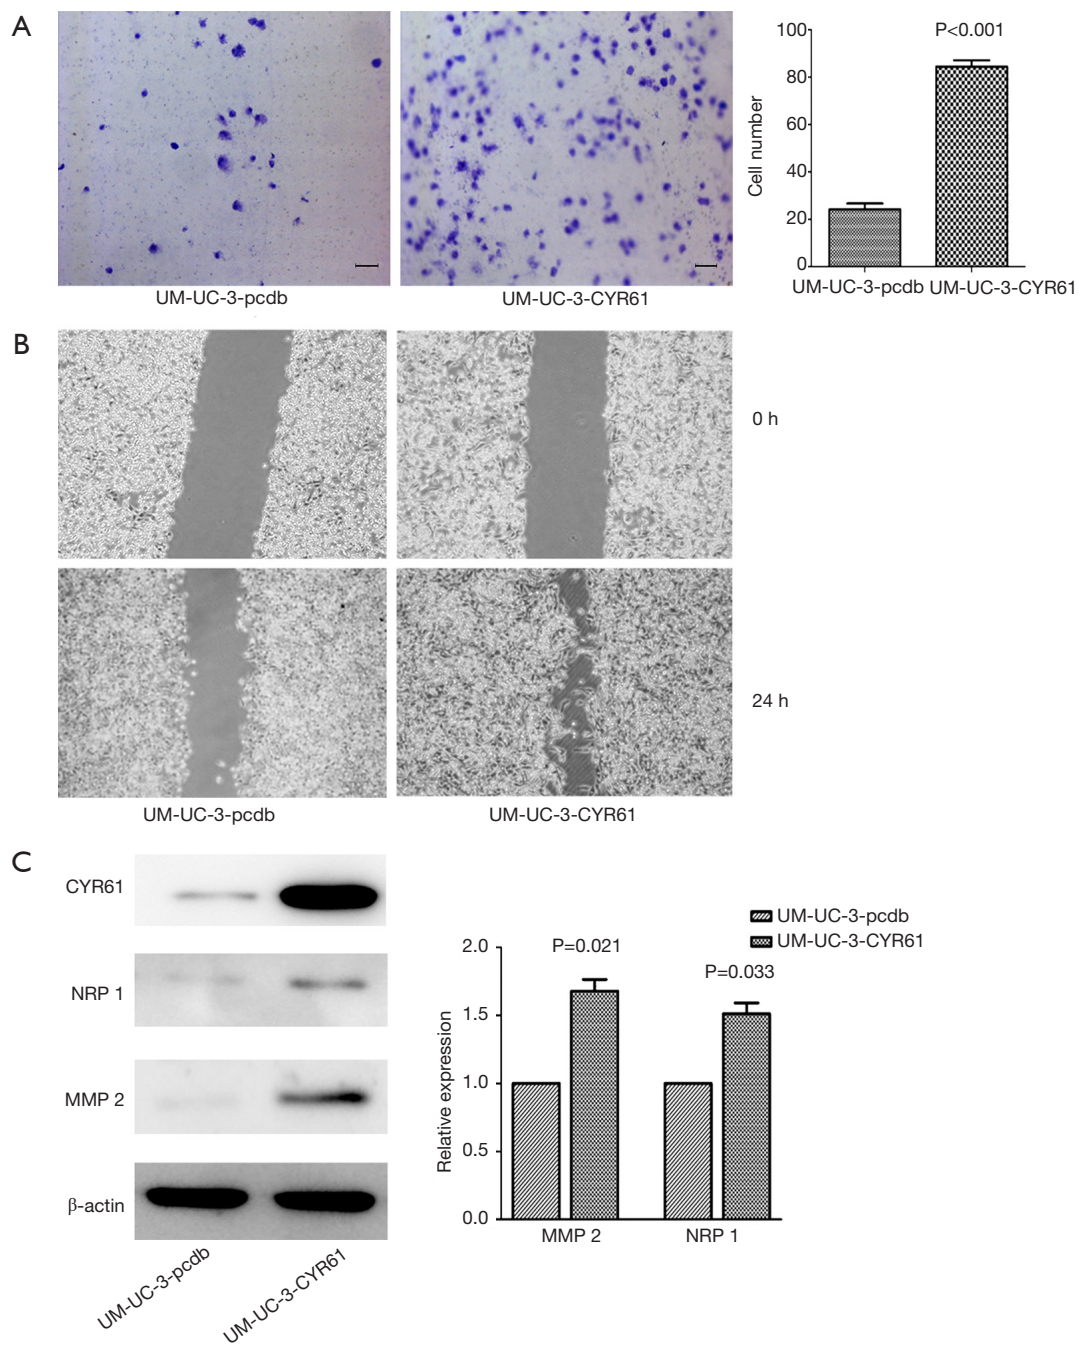 A
100
80
60
40
20
0
Cell number
P<0.001
UM-UC-3-pcdb
UM-UC-3-CYR61
UM-UC-3-pcdb UM-UC-3-CYR61
B
0 h
24 h
UM-UC-3-pcdb
UM-UC-3-CYR61
C
CYR61
NRP 1
MMP 2
β-actin
UM-UC-3-pcdb
UM-UC-3-CYR61
UM-UC-3-pcdb
UM-UC-3-CYR61
2.0
1.5
1.0
0.5
0.0
Relative expression
P=0.021
P=0.033
MMP 2
NRP 1